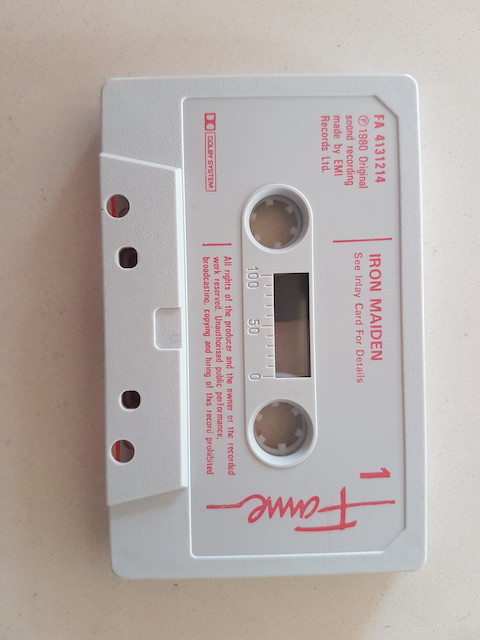 FA 4131214
℗ 1980 Original
sound recording
made by EMI
Records Ltd.
IRON MAIDEN
See Inlay Card For Details
1
Fame
DOLBY SYSTEM
100 50 0
All rights of the producer and the owner of the recorded
work reserved. Unauthorised public performance,
broadcasting, copying and hiring of this record prohibited